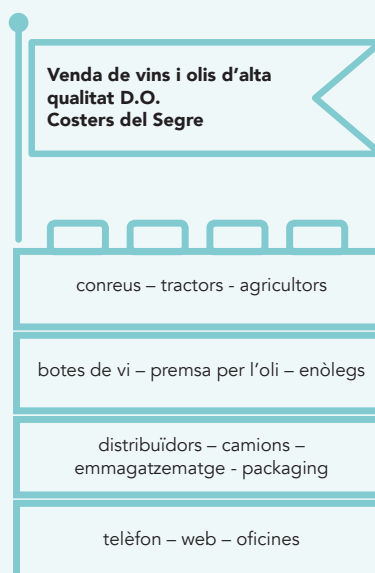 Venda de vins i olis d’alta
qualitat D.O.
Costers del Segre
conreus – tractors - agricultors
botes de vi – premsa per l’oli – enòlegs
distribuïdors – camions –
emmagatzematge - packaging
telèfon – web – oficines